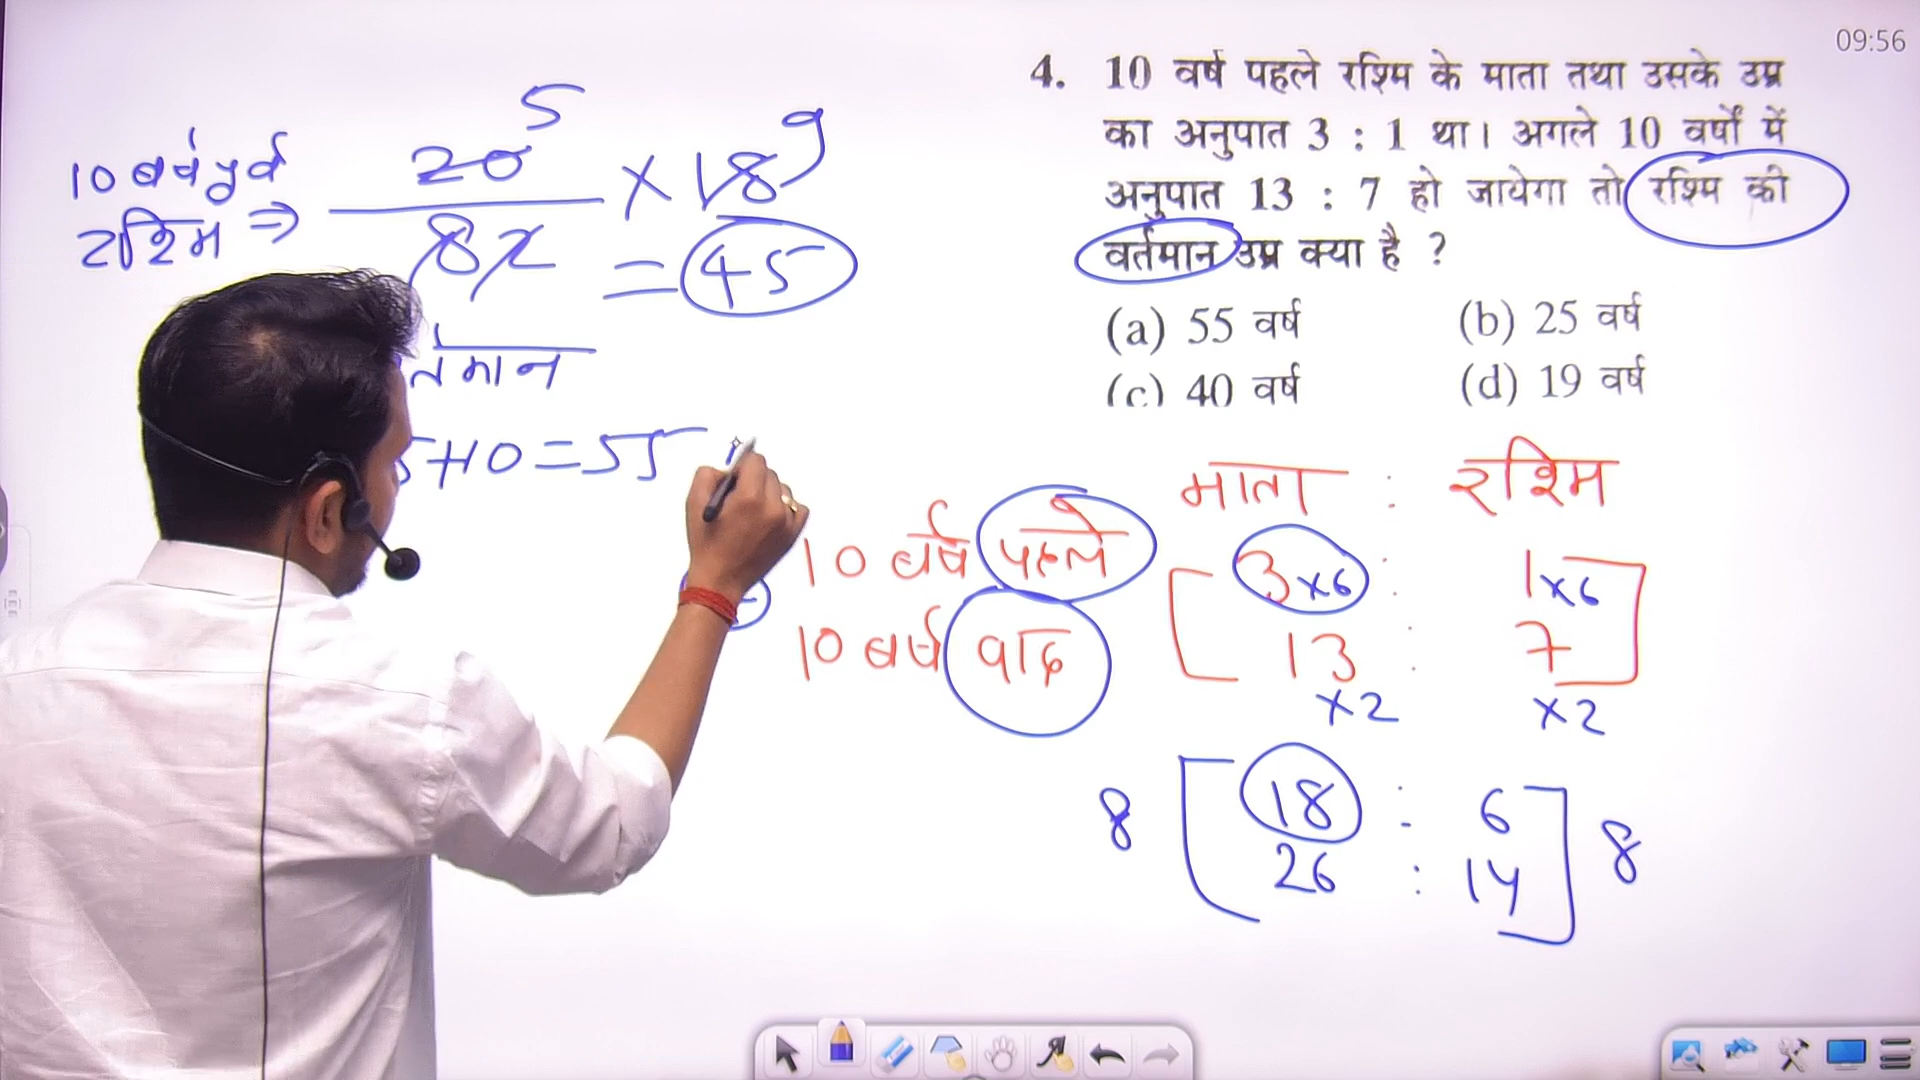 09:56
4. 10 वर्ष पहले रश्मि के माता तथा उसके उम्र
का अनुपात 3 : 1 था। अगले 10 वर्षों में
अनुपात 13 : 7 हो जायेगा तो रश्मि की
वर्तमान उम्र क्या है ?
(a) 55 वर्ष (b) 25 वर्ष
(c) 40 वर्ष (d) 19 वर्ष
10 वर्ष पूर्व
रश्मि ⇒
20 5
8 2
× 18 9
= 45
र्तमान
5+10=55
माता : रश्मि
10 वर्ष पहले 3×6 : 1×6
10 वर्ष बाद 13 : 7
×2 ×2
8 [ 18 : 6 ] 8
26 : 14